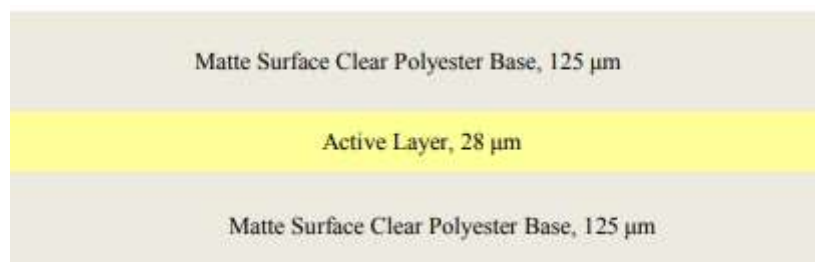 Matte Surface Clear Polyester Base, 125 μm
Active Layer, 28 μm
Matte Surface Clear Polyester Base, 125 μm